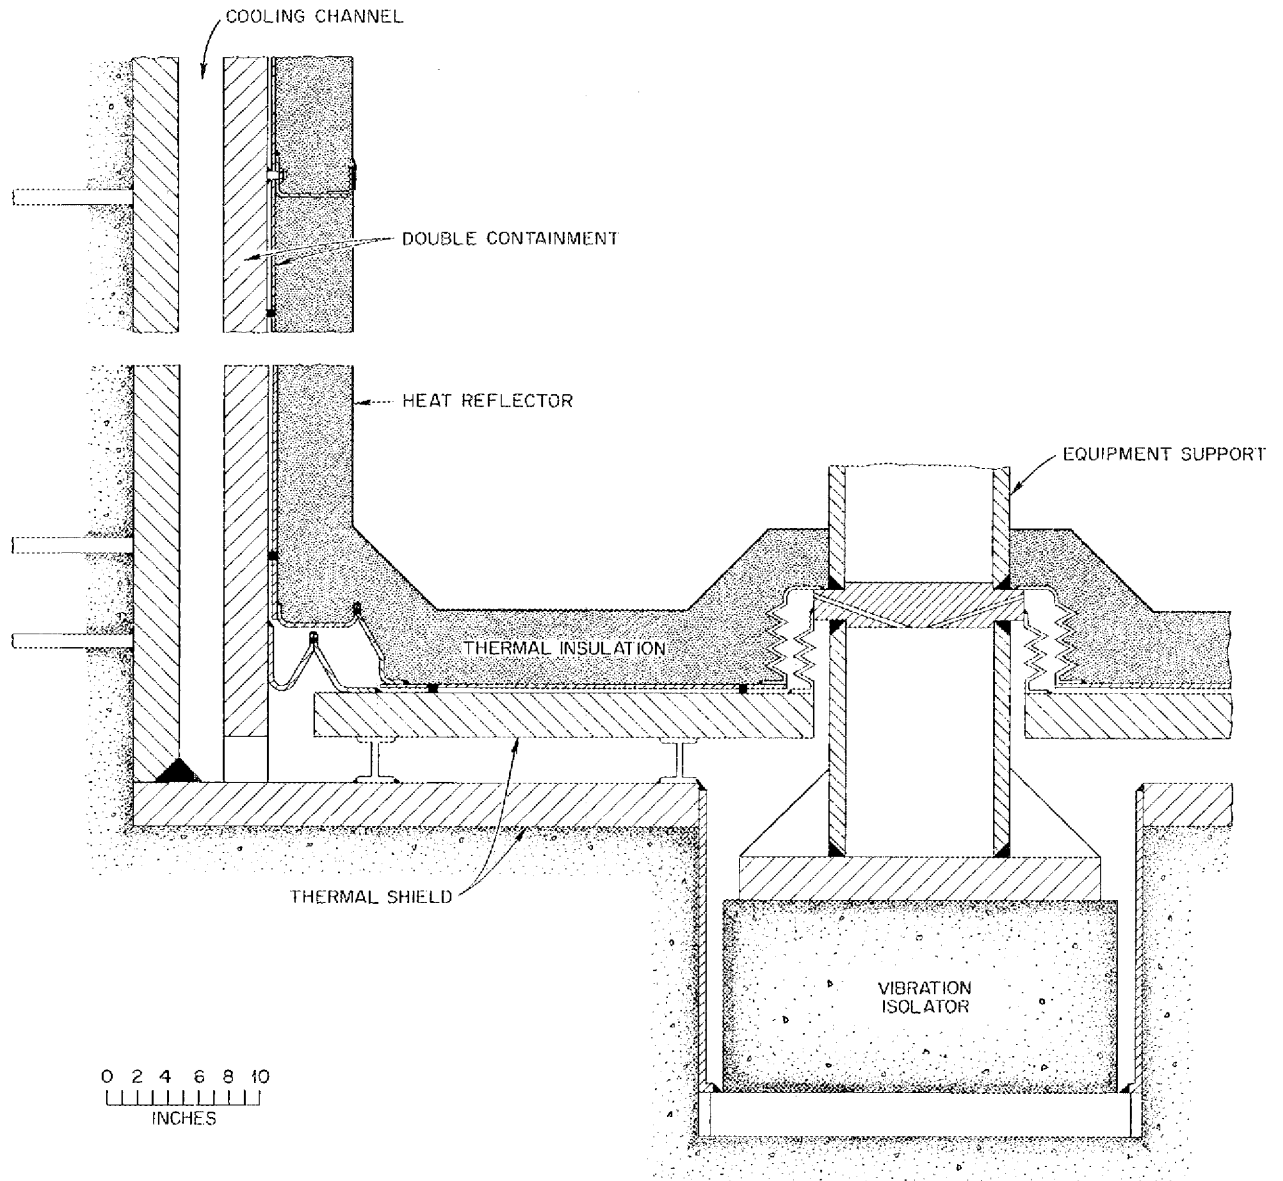 COOLING CHANNEL
DOUBLE CONTAINMENT
HEAT REFLECTOR
EQUIPMENT SUPPORT
THERMAL INSULATION
THERMAL SHIELD
VIBRATION
ISOLATOR
0 2 4 6 8 10
INCHES